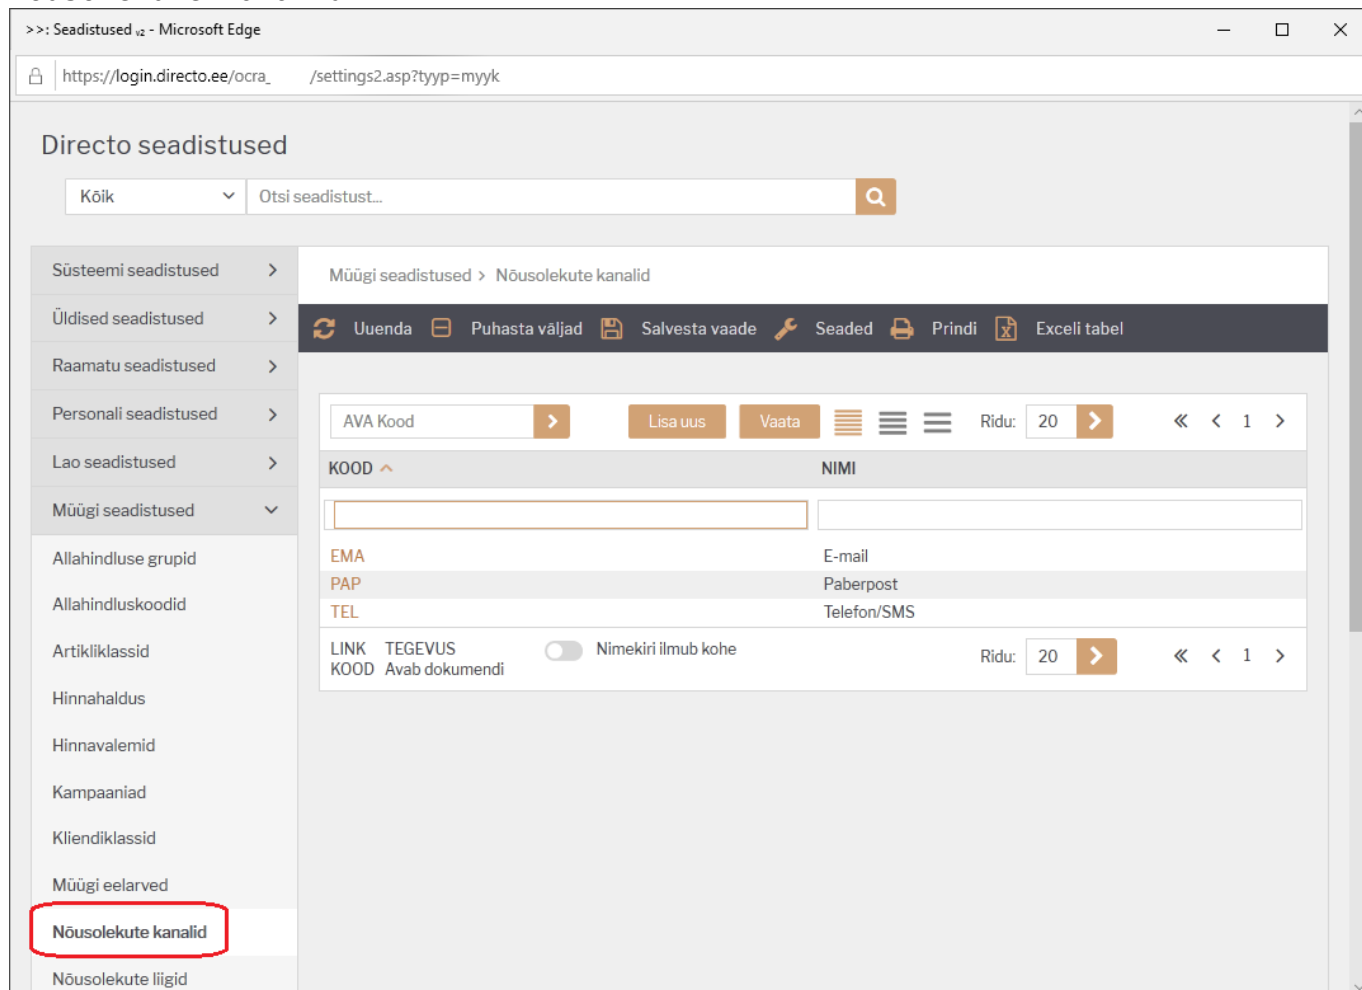 >>: Seadistused v2 - Microsoft Edge
https://login.directo.ee/ocra_ /settings2.asp?tyyp=myyk
Directo seadistused
Kõik Otsi seadistust...
Süsteemi seadistused
Üldised seadistused
Raamatu seadistused
Personali seadistused
Lao seadistused
Müügi seadistused
Allahindluse grupid
Allahindluskoodid
Artikliklassid
Hinnahaldus
Hinnavalemid
Kampaaniad
Kliendiklassid
Müügi eelarved
Nõusolekute kanalid
Nõusolekute liigid
Müügi seadistused > Nõusolekute kanalid
Uuenda Puhasta väljad Salvesta vaade Seaded Prindi Exceli tabel
AVA Kood Lisa uus Vaata Ridu: 20 « < 1 >
KOOD NIMI
EMA E-mail
PAP Paberpost
TEL Telefon/SMS
LINK TEGEVUS Nimekiri ilmub kohe Ridu: 20 « < 1 >
KOOD Avab dokumendi